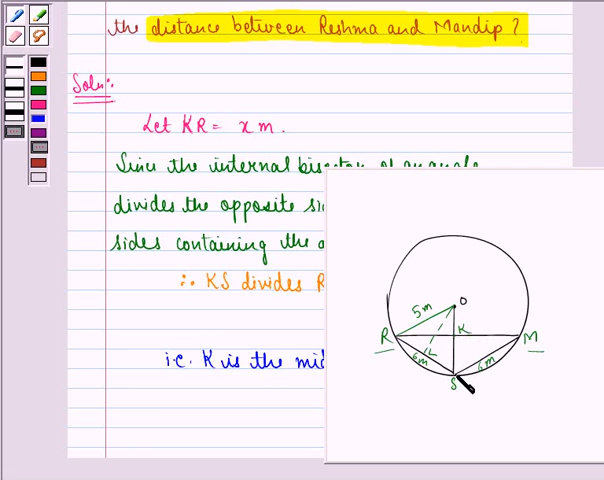 the distance between Reshma and Mandip ?
Soln:
Let KR = x m.
Since the internal bisector of an angle
divides the opposite si
sides containing the a
∴ KS divides R
i.e. K is the mid
O
5m
R
K
M
L
6m
6m
S